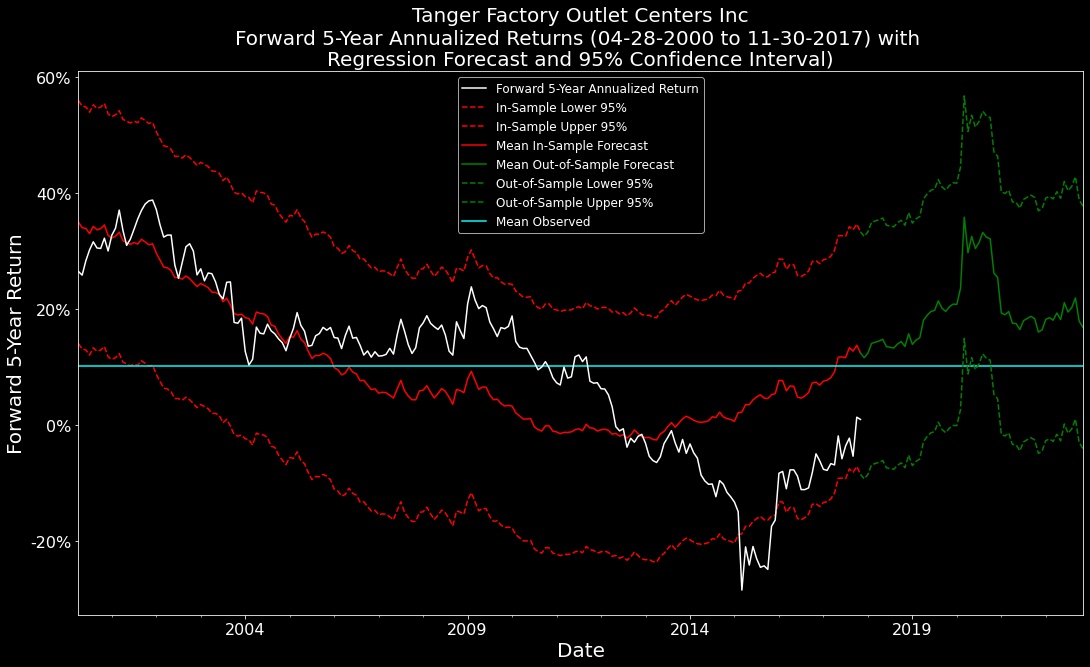 Tanger Factory Outlet Centers Inc
Forward 5-Year Annualized Returns (04-28-2000 to 11-30-2017) with
Regression Forecast and 95% Confidence Interval)
Forward 5-Year Annualized Return
In-Sample Lower 95%
In-Sample Upper 95%
Mean In-Sample Forecast
Mean Out-of-Sample Forecast
Out-of-Sample Lower 95%
Out-of-Sample Upper 95%
Mean Observed
Forward 5-Year Return
60%
40%
20%
0%
-20%
2004
2009
2014
2019
Date